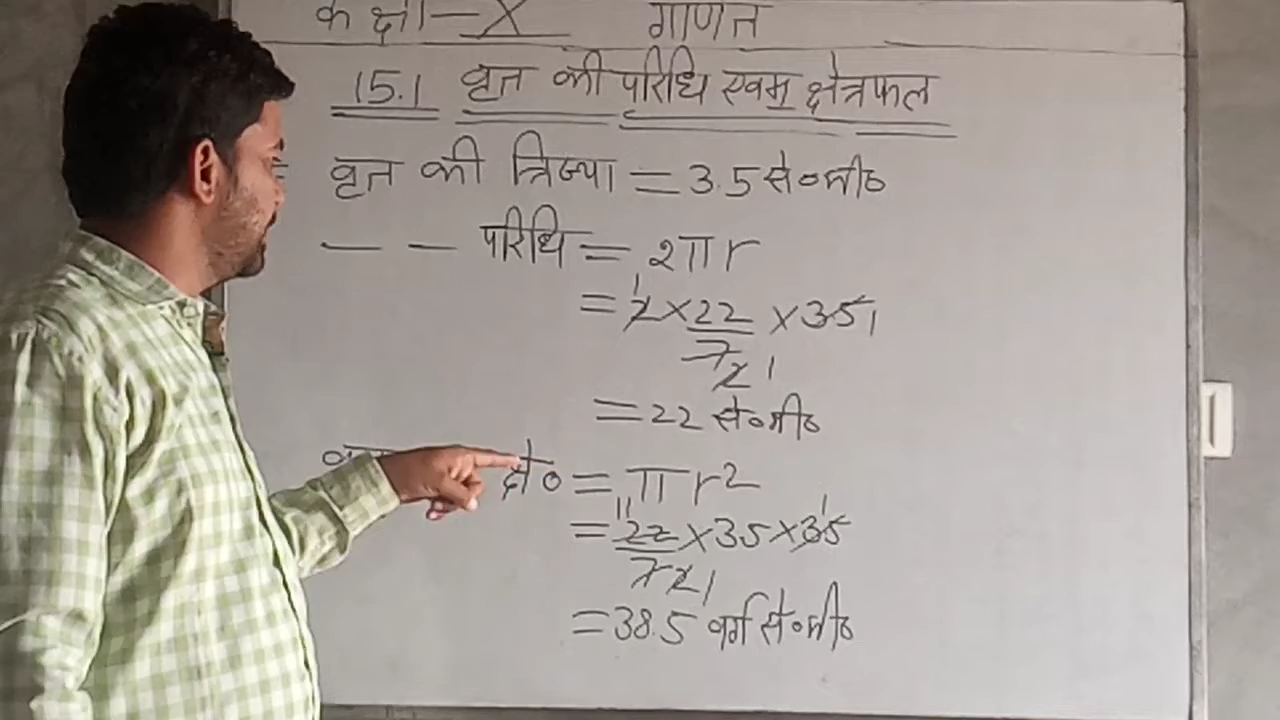 कक्षा - X गणित
15.1 वृत की परिधि एवम क्षेत्रफल
वृत की त्रिज्या = 3.5 से०मी०
— — परिधि = 2πr
= 2 × 22/7 × 3.5
= 22 से०मी०
क्षे० = πr2
= 22/7 × 3.5 × 3.5
= 38.5 वर्ग से०मी०